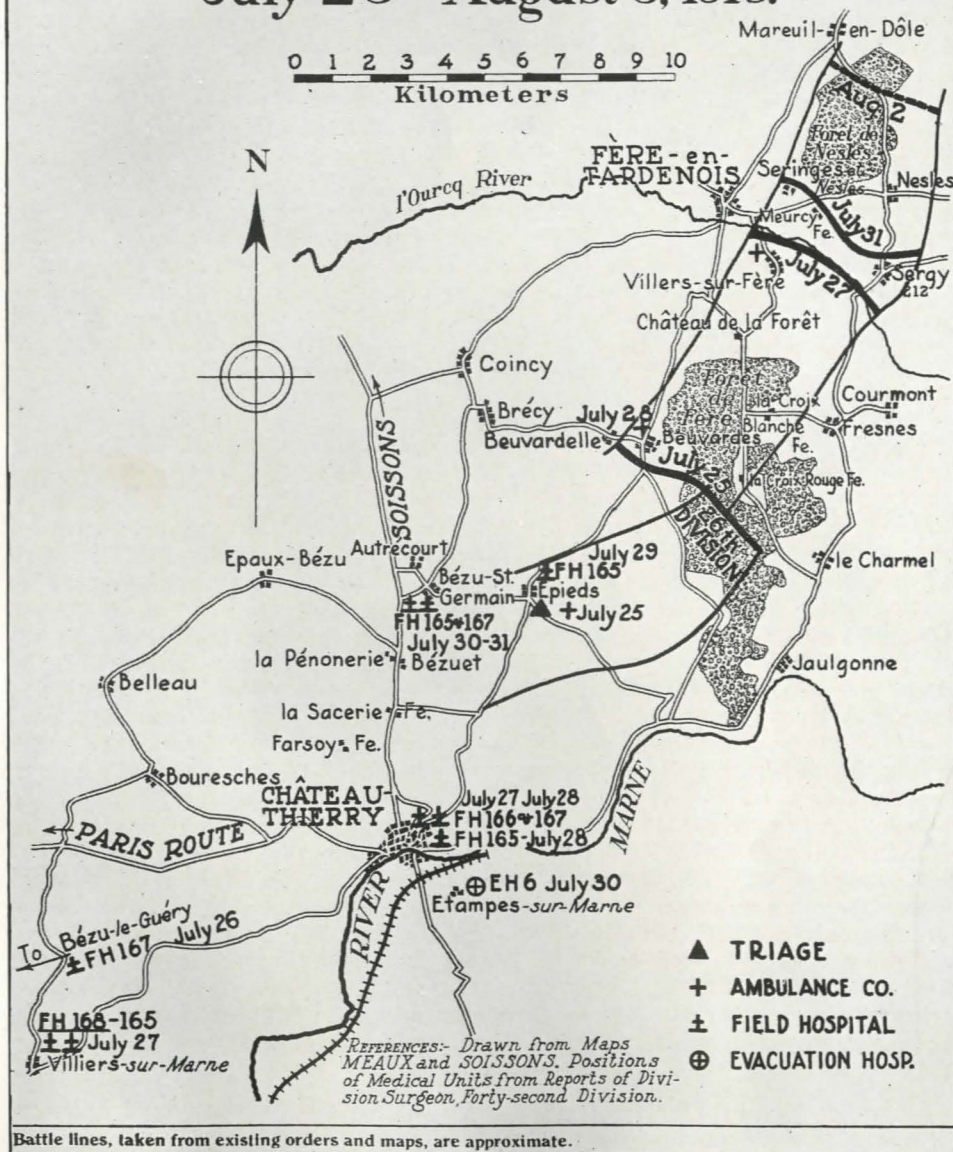 0 1 2 3 4 5 6 7 8 9 10
Kilometers
Mareuil-en-Dôle
Aug. 2
Forêt de
Nesles
N
l'Ourcq River
FÈRE-en-
TARDENOIS
Seringes et
Nesles
Nesles
Meurcy
Fe.
July 31
July 27
Sergy
212
Villers-sur-Fère
Château de la Forêt
Coincy
Forêt
de
Fère
la Croix
Blanche
Fe.
Courmont
Fresnes
Brécy
July 28
Beuvardelle
Beuvardes
July 25
la Croix Rouge Fe.
26th
DIVISION
SOISSONS
Autrecourt
Epaux-Bézu
Bézu-St.
Germain
July 29
FH 165
Epieds
July 25
le Charmel
FH 165 & 167
July 30-31
la Pénonerie
Bézuet
Belleau
Jaulgonne
la Sacerie Fe.
Farsoy Fe.
Bouresches
CHÂTEAU-
THIERRY
July 27 July 28
FH 166 & 167
FH 165-July 28
MARNE
PARIS ROUTE
EH 6 July 30
Etampes-sur-Marne
RIVER
To
Bézu-le-Guéry
FH 167 July 26
FH 168-165
July 27
Villiers-sur-Marne
TRIAGE
AMBULANCE CO.
FIELD HOSPITAL
EVACUATION HOSP.
REFERENCES:- Drawn from Maps
MEAUX and SOISSONS. Positions
of Medical Units from Reports of Divi-
sion Surgeon, Forty-second Division.
Battle lines, taken from existing orders and maps, are approximate.